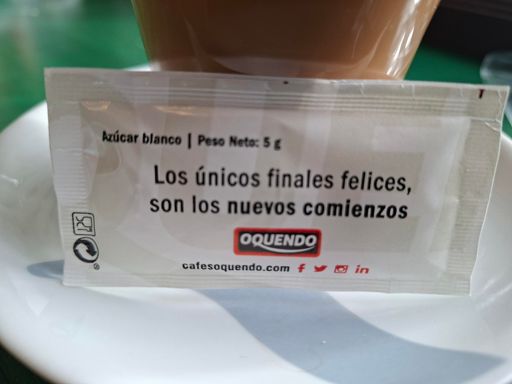 Azúcar blanco | Peso Neto: 5 g
Los únicos finales felices,
son los nuevos comienzos
OQUENDO
cafesoquendo.com